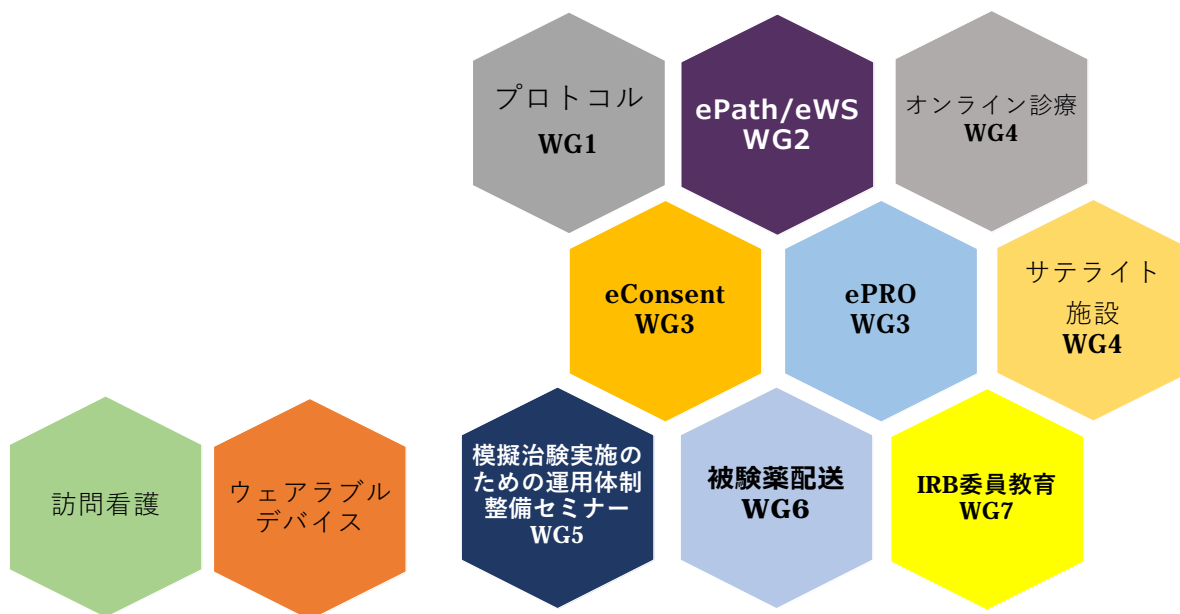 プロトコル
WG1
ePath/eWS
WG2
オンライン診療
WG4
eConsent
WG3
ePRO
WG3
サテライト
施設
WG4
訪問看護
ウェアラブル
デバイス
模擬治験実施の
ための運用体制
整備セミナー
WG5
被験薬配送
WG6
IRB委員教育
WG7